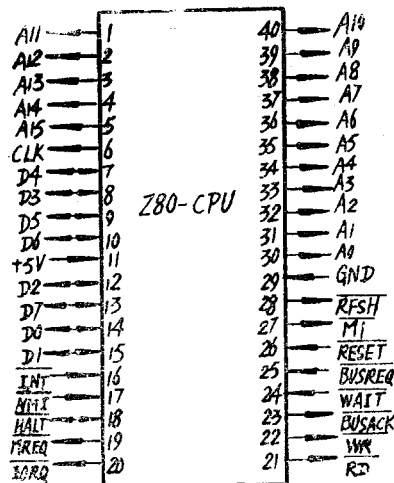 A11 1 40 A10
A12 2 39 A9
A13 3 38 A8
A14 4 37 A7
A15 5 36 A6
CLK 6 35 A5
D4 7 34 A4
D3 8 33 A3
D5 9 Z80-CPU 32 A2
D6 10 31 A1
+5V 11 30 A0
D2 12 29 GND
D7 13 28 RFSH
D0 14 27 M1
D1 15 26 RESET
INT 16 25 BUSREQ
NMI 17 24 WAIT
HALT 18 23 BUSACK
MREQ 19 22 WR
IORQ 20 21 RD